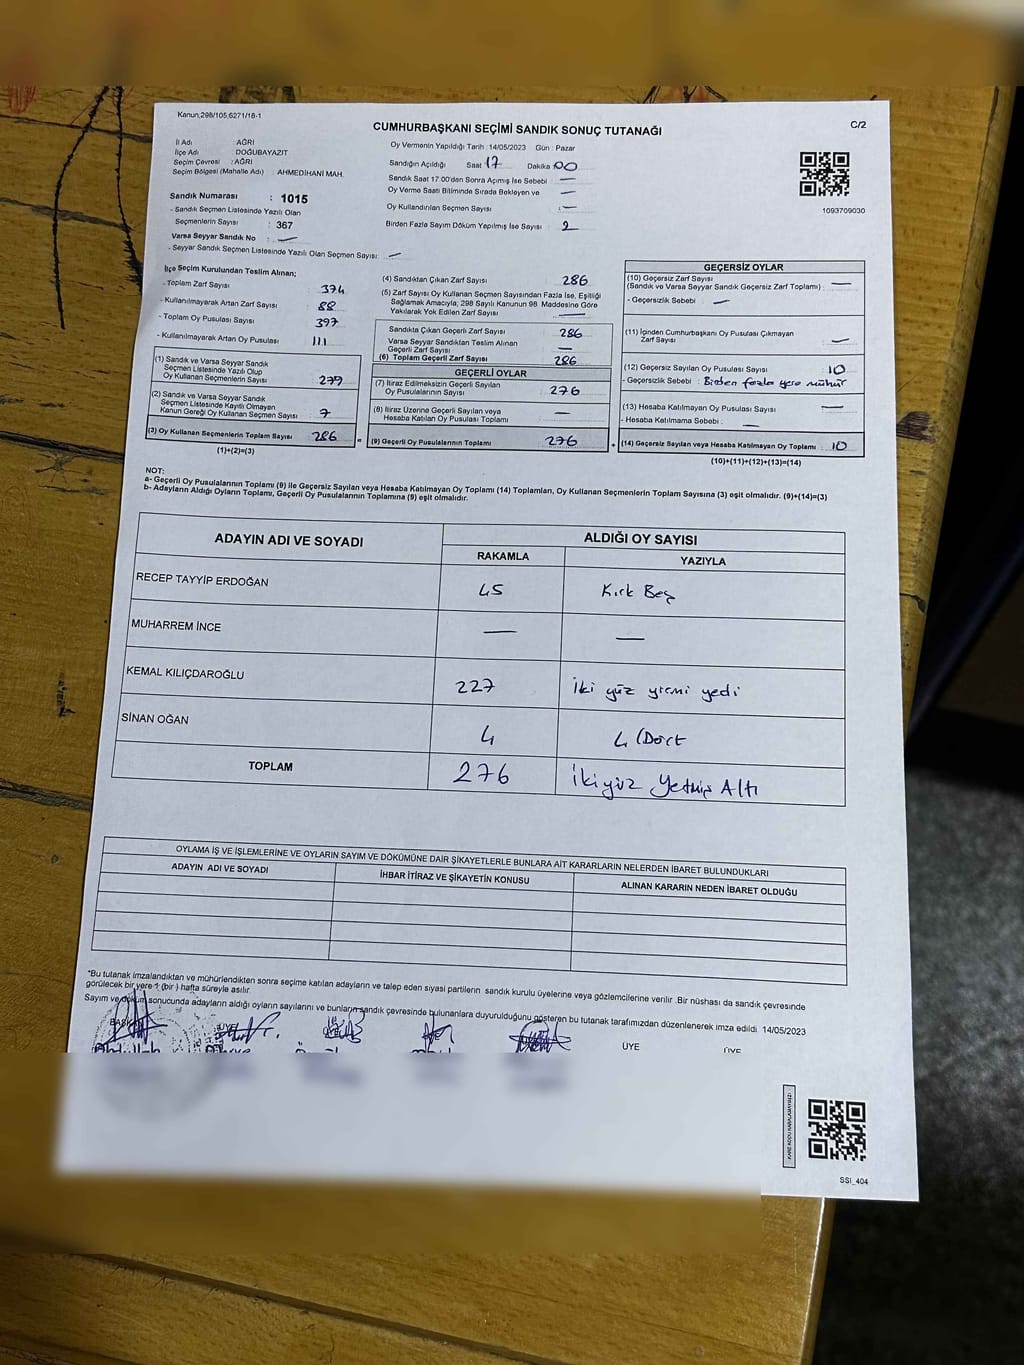 Kanun,298/105,6271/18-1
C/2
CUMHURBAŞKANI SEÇİMİ SANDIK SONUÇ TUTANAĞI
İl Adı : AĞRI
İlçe Adı : DOĞUBAYAZIT
Seçim Çevresi : AĞRI
Seçim Bölgesi (Mahalle Adı) : AHMEDİHANİ MAH.
Sandık Numarası : 1015
- Sandık Seçmen Listesinde Yazılı Olan
Seçmenlerin Sayısı : 367
Varsa Seyyar Sandık No : —
- Seyyar Sandık Seçmen Listesinde Yazılı Olan Seçmen Sayısı : —
Oy Vermenin Yapıldığı Tarih : 14/05/2023 Gün : Pazar
Sandığın Açıldığı Saat : 17 Dakika : 00
Sandık Saat 17.00'den Sonra Açımış İse Sebebi : —
Oy Verme Saati Bitiminde Sırada Bekleyen ve
Oy Kullandırılan Seçmen Sayısı : —
Birden Fazla Sayım Döküm Yapılmış İse Sayısı : 2
1093709030
İlçe Seçim Kurulundan Teslim Alınan;
- Toplam Zarf Sayısı : 374
- Kullanılmayarak Artan Zarf Sayısı : 88
- Toplam Oy Pusulası Sayısı : 397
- Kullanılmayarak Artan Oy Pusulası : 111
(1) Sandık ve Varsa Seyyar Sandık
Seçmen Listesinde Yazılı Olup
Oy Kullanan Seçmenlerin Sayısı : 279
(2) Sandık ve Varsa Seyyar Sandık
Seçmen Listesinde Kayıtlı Olmayan
Kanun Gereği Oy Kullanan Seçmen Sayısı : 7
(3) Oy Kullanan Seçmenlerin Toplam Sayısı : 286
(1)+(2)=(3)
(4) Sandıktan Çıkan Zarf Sayısı : 286
(5) Zarf Sayısı Oy Kullanan Seçmen Sayısından Fazla İse, Eşitliği
Sağlamak Amacıyla; 298 Sayılı Kanunun 98. Maddesine Göre
Yakılarak Yok Edilen Zarf Sayısı : —
Sandıkta Çıkan Geçerli Zarf Sayısı : 286
Varsa Seyyar Sandıktan Teslim Alınan
Geçerli Zarf Sayısı : —
(6) Toplam Geçerli Zarf Sayısı : 286
GEÇERLİ OYLAR
(7) İtiraz Edilmeksizin Geçerli Sayılan
Oy Pusulalarının Sayısı : 276
(8) İtiraz Üzerine Geçerli Sayılan veya
Hesaba Katılan Oy Pusulası Toplamı : —
= (9) Geçerli Oy Pusulalarının Toplamı : 276
GEÇERSİZ OYLAR
(10) Geçersiz Zarf Sayısı
(Sandık ve Varsa Seyyar Sandık Geçersiz Zarf Toplamı) : —
- Geçersizlik Sebebi : —
(11) İçinden Cumhurbaşkanı Oy Pusulası Çıkmayan
Zarf Sayısı : —
(12) Geçersiz Sayılan Oy Pusulası Sayısı : 10
- Geçersizlik Sebebi : Birden fazla yere mühür
(13) Hesaba Katılmayan Oy Pusulası Sayısı : —
- Hesaba Katılmama Sebebi : —
+ (14) Geçersiz Sayılan veya Hesaba Katılmayan Oy Toplamı : 10
(10)+(11)+(12)+(13)=(14)
NOT:
a- Geçerli Oy Pusulalarının Toplamı (9) ile Geçersiz Sayılan veya Hesaba Katılmayan Oy Toplamı (14) Toplamları, Oy Kullanan Seçmenlerin Toplam Sayısına (3) eşit olmalıdır. (9)+(14)=(3)
b- Adayların Aldığı Oyların Toplamı, Geçerli Oy Pusulalarının Toplamına (9) eşit olmalıdır.
ADAYIN ADI VE SOYADI ALDIĞI OY SAYISI
RAKAMLA YAZIYLA
RECEP TAYYİP ERDOĞAN 45 Kırk Beş
MUHARREM İNCE — —
KEMAL KILIÇDAROĞLU 227 İki yüz yirmi yedi
SİNAN OĞAN 4 4 (Dört
TOPLAM 276 İkiyüz Yetmiş Altı
OYLAMA İŞ VE İŞLEMLERİNE VE OYLARIN SAYIM VE DÖKÜMÜNE DAİR ŞİKAYETLERLE BUNLARA AİT KARARLARIN NELERDEN İBARET BULUNDUKLARI
ADAYIN ADI VE SOYADI İHBAR İTİRAZ VE ŞİKAYETİN KONUSU ALINAN KARARIN NEDEN İBARET OLDUĞU
*Bu tutanak imzalandıktan ve mühürlendikten sonra seçime katılan adayların ve talep eden siyasi partilerin sandık kurulu üyelerine veya gözlemcilerine verilir .Bir nüshası da sandık çevresinde
görülecek bir yere 1 (bir ) hafta süreyle asılır.
Sayım ve döküm sonucunda adayların aldığı oyların sayılarını ve bunların sandık çevresinde bulunanlara duyurulduğunu gösteren bu tutanak tarafımızdan düzenlenerek imza edildi. 14/05/2023
ÜYE ÜYE ÜYE
SSI_404